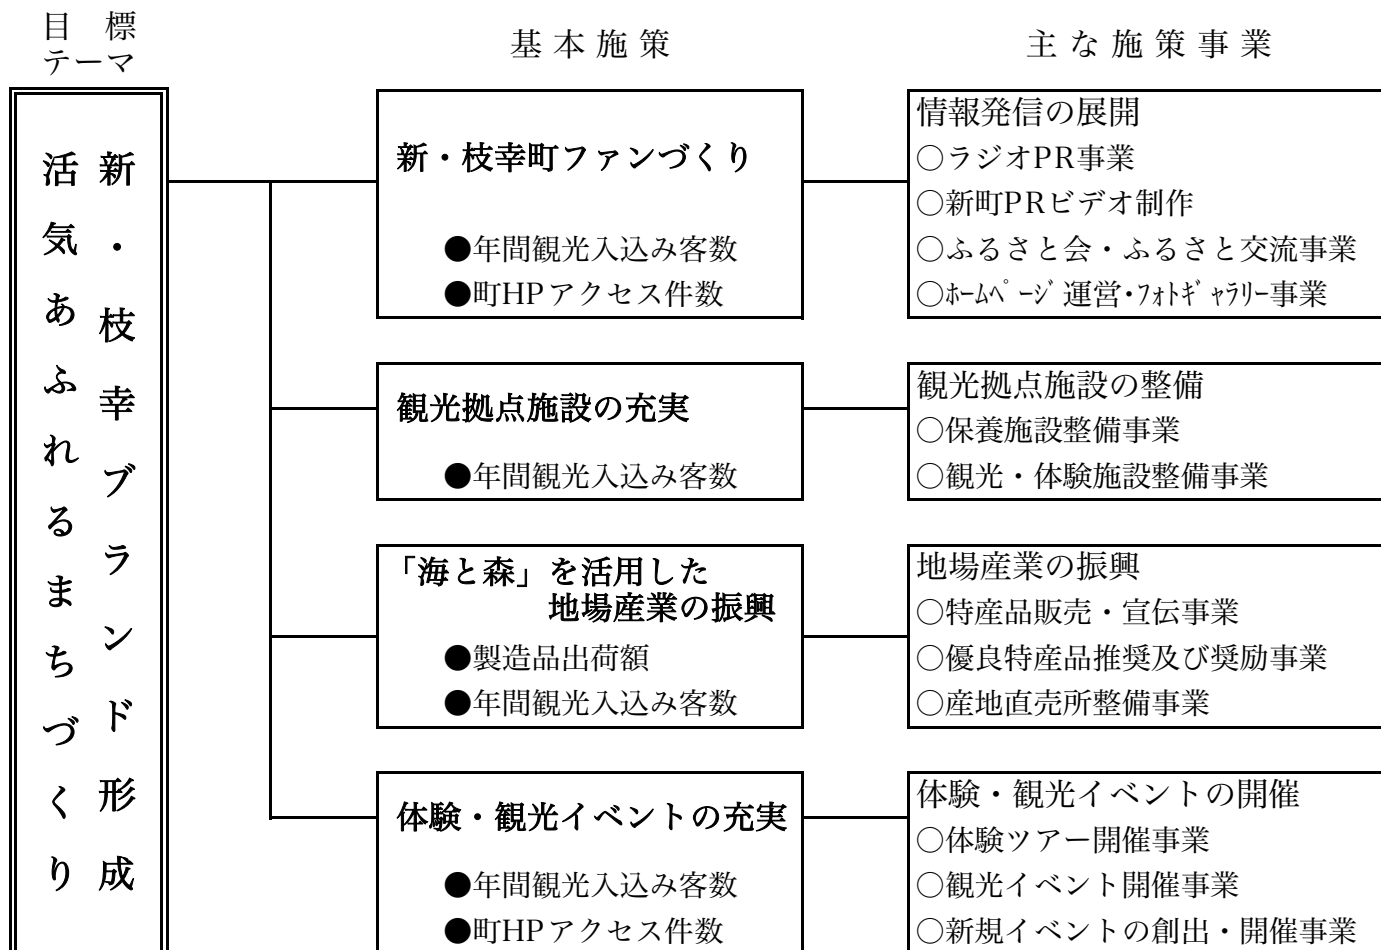 目標
テーマ
基本施策
主な施策事業
新・枝幸ブランド形成
活気あふれるまちづくり
新・枝幸町ファンづくり
●年間観光入込み客数
●町HPアクセス件数
情報発信の展開
○ラジオPR事業
○新町PRビデオ制作
○ふるさと会・ふるさと交流事業
○ﾎｰﾑﾍﾟｰｼﾞ運営・ﾌｫﾄｷﾞｬﾗﾘｰ事業
観光拠点施設の充実
●年間観光入込み客数
観光拠点施設の整備
○保養施設整備事業
○観光・体験施設整備事業
「海と森」を活用した
地場産業の振興
●製造品出荷額
●年間観光入込み客数
地場産業の振興
○特産品販売・宣伝事業
○優良特産品推奨及び奨励事業
○産地直売所整備事業
体験・観光イベントの充実
●年間観光入込み客数
●町HPアクセス件数
体験・観光イベントの開催
○体験ツアー開催事業
○観光イベント開催事業
○新規イベントの創出・開催事業